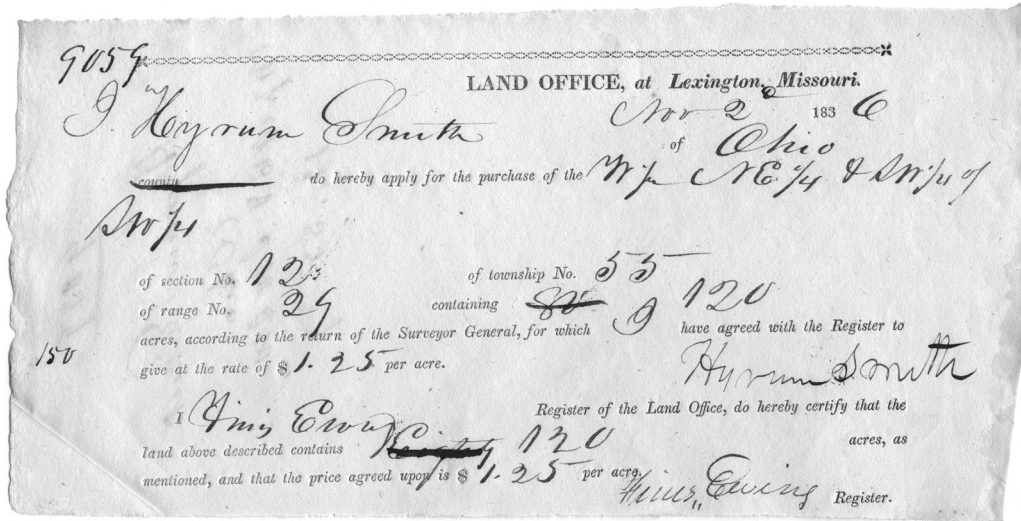 9059
LAND OFFICE, at Lexington, Missouri.
Nov 2 1836
I Hyrum Smith of Ohio
county do hereby apply for the purchase of the W½ NE ¼ & SW ¼ of
SW ¼
of section No. 12 of township No. 55
of range No. 29 containing 80 I 120
acres, according to the return of the Surveyor General, for which have agreed with the Register to
150 give at the rate of $ 1.25 per acre.
Hyrum Smith
I Finis Ewing Register of the Land Office, do hereby certify that the
land above described contains Eighty 120 acres, as
mentioned, and that the price agreed upon is $ 1.25 per acre.
Finis Ewing Register.